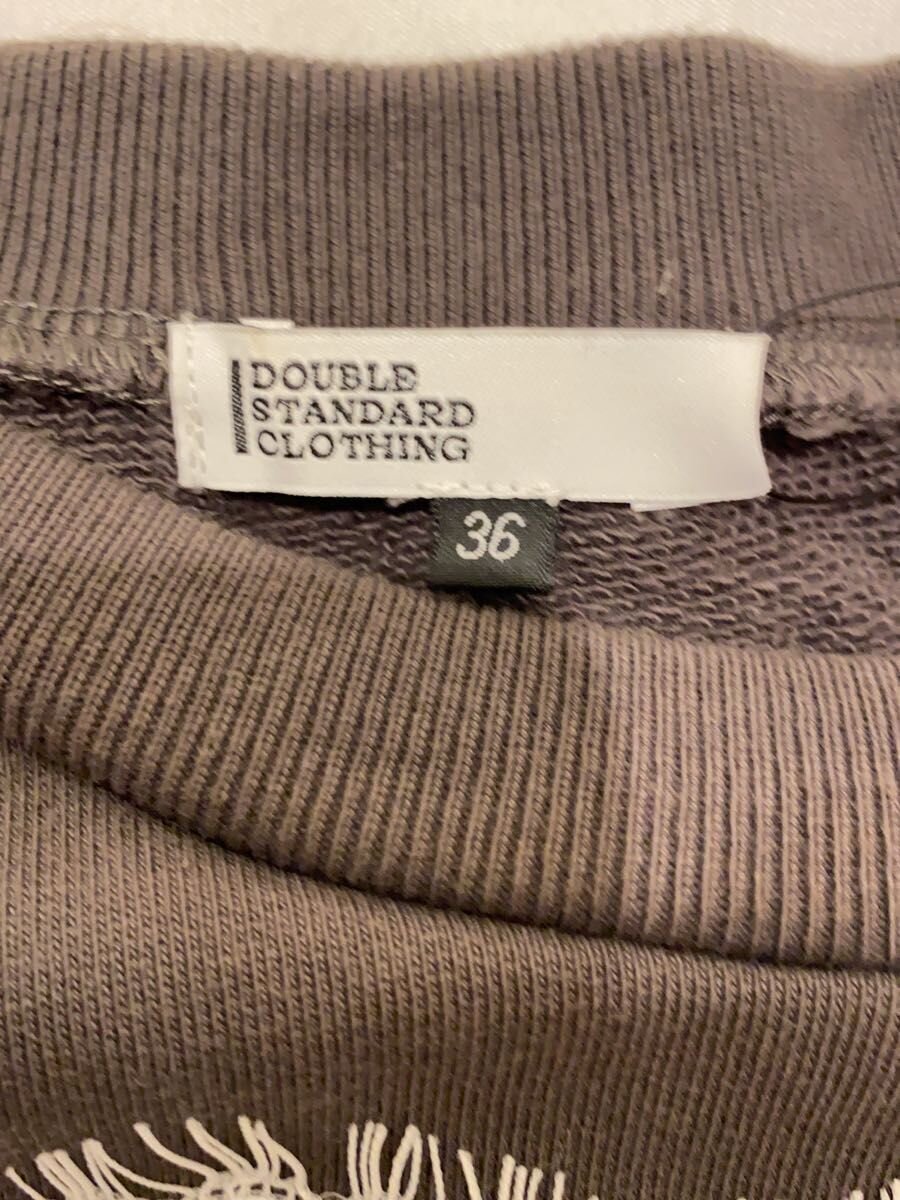 DOUBLE
STANDARD
CLOTHING
36